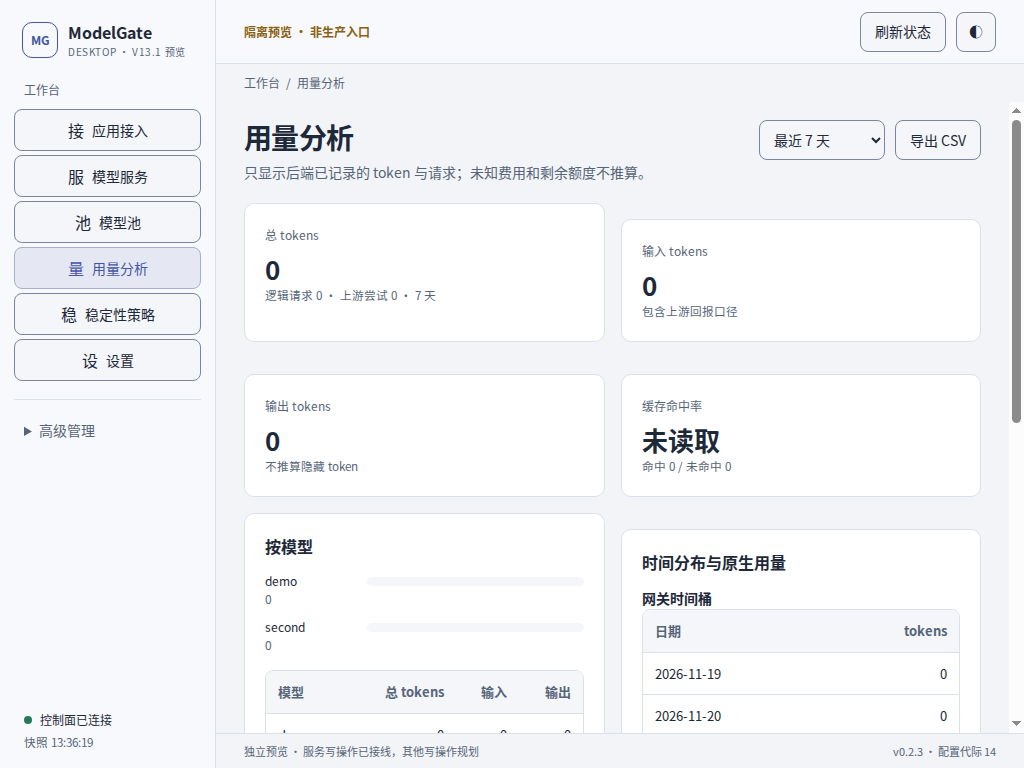 MG
ModelGate
DESKTOP · V13.1 预览
工作台
接 应用接入
服 模型服务
池 模型池
量 用量分析
稳 稳定性策略
设 设置
▶ 高级管理
控制面已连接
快照 13:36:19
隔离预览 · 非生产入口
刷新状态
工作台 / 用量分析
用量分析
最近 7 天
导出 CSV
只显示后端已记录的 token 与请求；未知费用和剩余额度不推算。
总 tokens
0
逻辑请求 0 · 上游尝试 0 · 7 天
输入 tokens
0
包含上游回报口径
输出 tokens
0
不推算隐藏 token
缓存命中率
未读取
命中 0 / 未命中 0
按模型
demo
0
second
0
模型 总 tokens 输入 输出
时间分布与原生用量
网关时间桶
日期 tokens
2026-11-19 0
2026-11-20 0
独立预览 · 服务写操作已接线，其他写操作规划
v0.2.3 · 配置代际 14